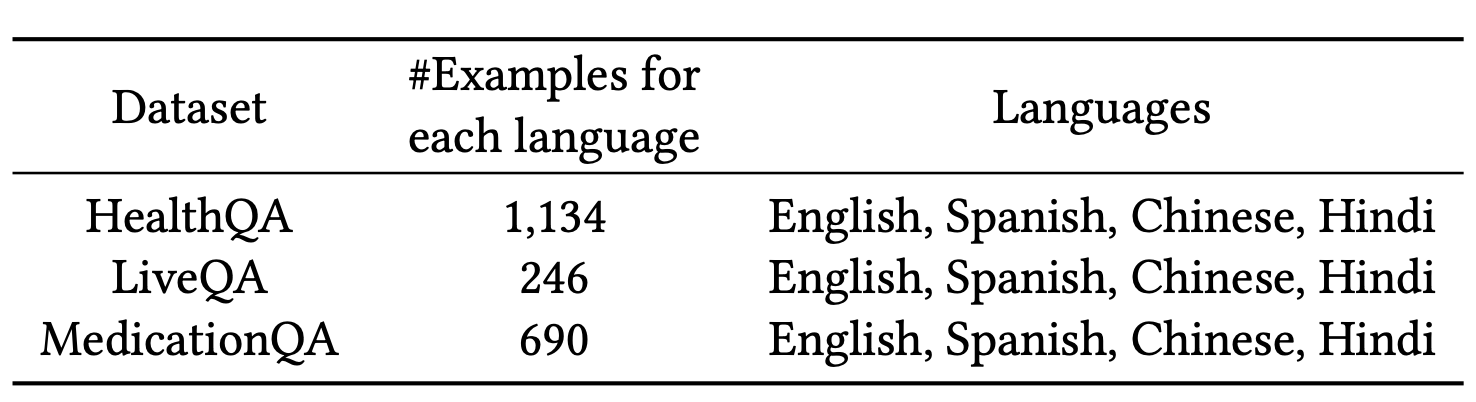 Dataset #Examples for each language Languages
HealthQA 1,134 English, Spanish, Chinese, Hindi
LiveQA 246 English, Spanish, Chinese, Hindi
MedicationQA 690 English, Spanish, Chinese, Hindi